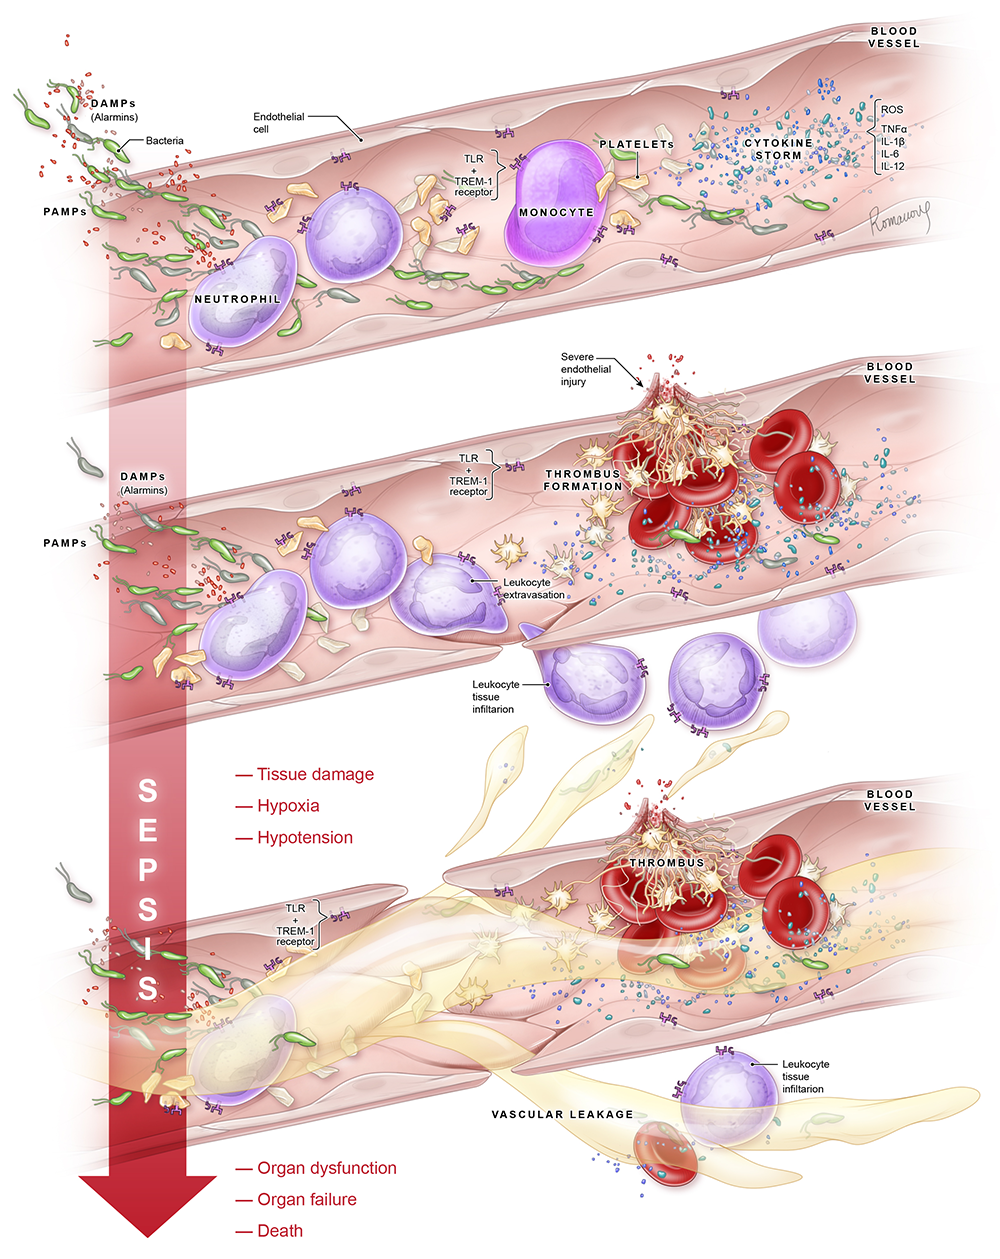 BLOOD
VESSEL
DAMPs
(Alarmins)
Bacteria
Endothelial
cell
TLR
+
TREM-1
receptor
PLATELETs
CYTOKINE
STORM
ROS
TNFα
IL-1β
IL-6
IL-12
PAMPs
MONOCYTE
NEUTROPHIL
Severe
endothelial
injury
BLOOD
VESSEL
DAMPs
(Alarmins)
TLR
+
TREM-1
receptor
THROMBUS
FORMATION
PAMPs
Leukocyte
extravasation
Leukocyte
tissue
infiltarion
SEPSIS
— Tissue damage
— Hypoxia
— Hypotension
BLOOD
VESSEL
THROMBUS
TLR
+
TREM-1
receptor
Leukocyte
tissue
infiltarion
VASCULAR LEAKAGE
— Organ dysfunction
— Organ failure
— Death